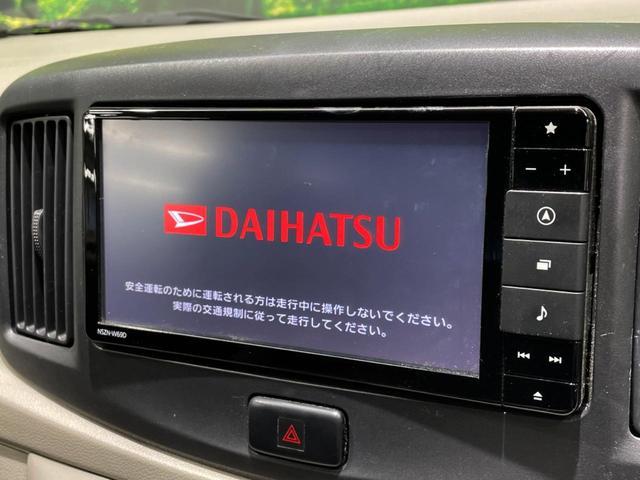 DAIHATSU
安全運転のために運転される方は走行中に操作しないでください。
実際の交通規制に従って走行してください。
NSZN-W69D